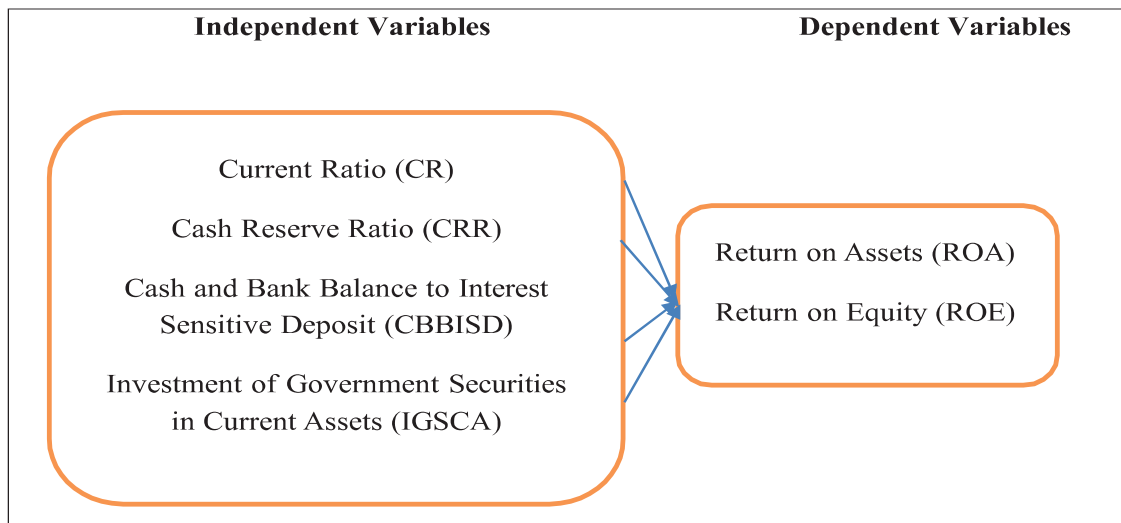 Independent Variables
Dependent Variables
Current Ratio (CR)
Cash Reserve Ratio (CRR)
Cash and Bank Balance to Interest
Sensitive Deposit (CBBISD)
Investment of Government Securities
in Current Assets (IGSCA)
Return on Assets (ROA)
Return on Equity (ROE)